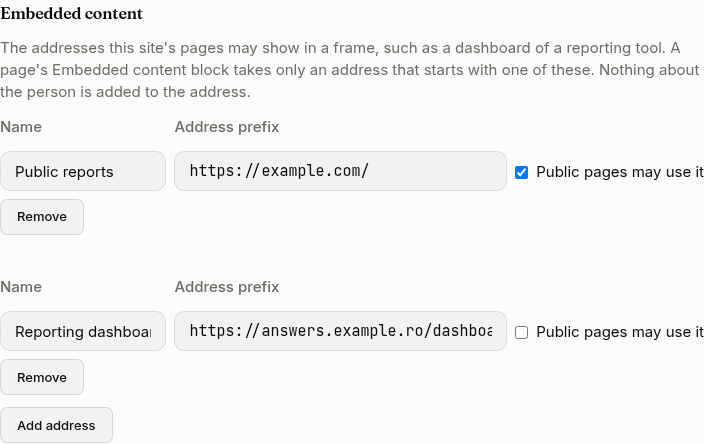 Embedded content
The addresses this site's pages may show in a frame, such as a dashboard of a reporting tool. A
page's Embedded content block takes only an address that starts with one of these. Nothing about
the person is added to the address.
Name Address prefix
Public reports https://example.com/ Public pages may use it
Remove
Name Address prefix
Reporting https://answers.example.ro/ Public pages may use it
Remove
Add address